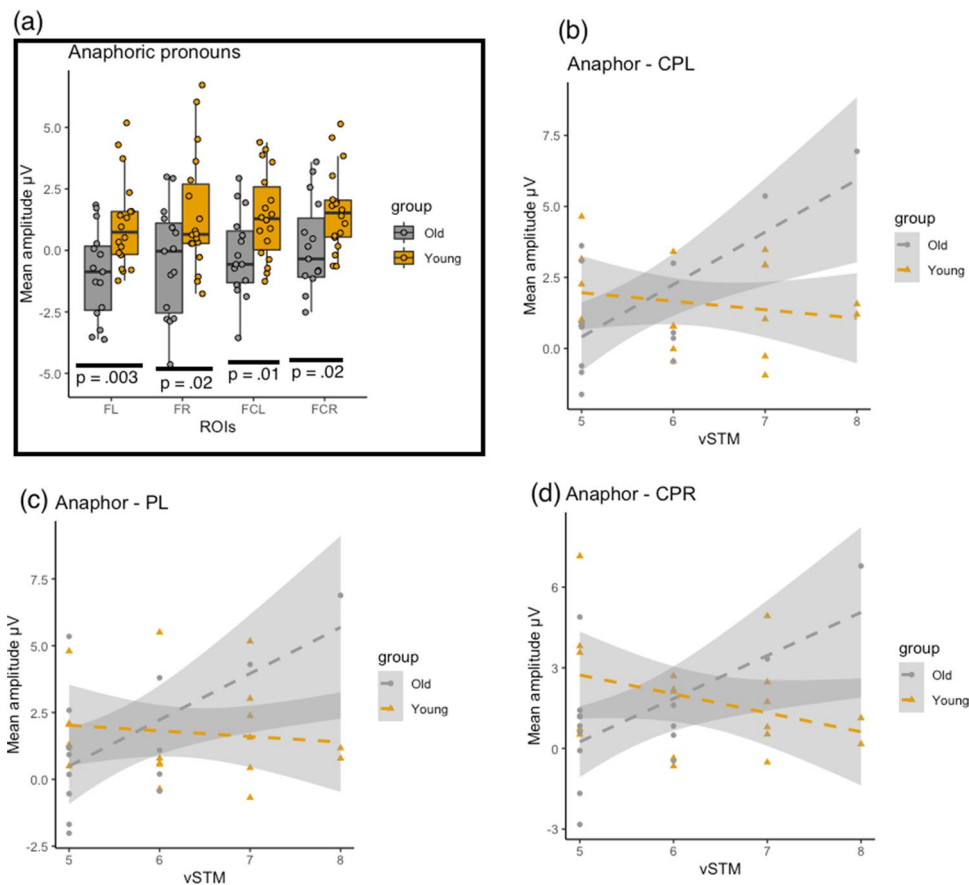 (a)
Anaphoric pronouns
Mean amplitude µV
5.0
2.5
0.0
-2.5
-5.0
p = .003
p = .02
p = .01
p = .02
FL
FR
FCL
FCR
ROIs
group
Old
Young
(b)
Anaphor - CPL
Mean amplitude µV
7.5
5.0
2.5
0.0
5
6
7
8
vSTM
group
Old
Young
(c)
Anaphor - PL
Mean amplitude µV
7.5
5.0
2.5
0.0
-2.5
5
6
7
8
vSTM
group
Old
Young
(d)
Anaphor - CPR
Mean amplitude µV
6
3
0
-3
5
6
7
8
vSTM
group
Old
Young